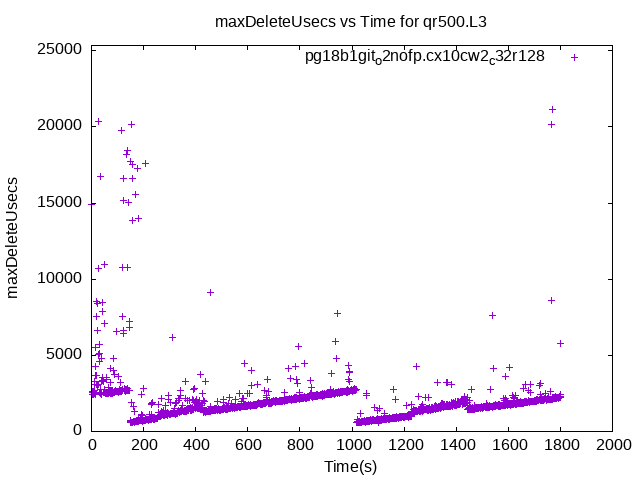 maxDeleteUsecs vs Time for qr500.L3
pg18b1git_o2nofp.cx10cw2_c32r128
25000
20000
15000
10000
5000
0
maxDeleteUsecs
0 200 400 600 800 1000 1200 1400 1600 1800 2000
Time(s)